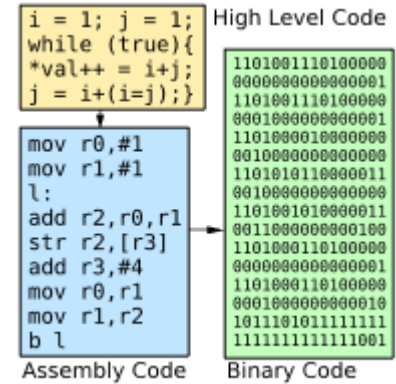 i = 1; j = 1;
while (true){
*val++ = i+j;
j = i+(i=j);}
High Level Code
mov r0,#1
mov r1,#1
l:
add r2,r0,r1
str r2,[r3]
add r3,#4
mov r0,r1
mov r1,r2
b l
Assembly Code
1101001110100000
0000000000000001
1101001110100000
0001000000000001
1101000010000000
0010000000000000
1101010110000011
0010000000000000
1101001010000011
0011000000000100
1101000110100000
0000000000000001
1101000110100000
0001000000000010
1011101011111111
1111111111111001
Binary Code